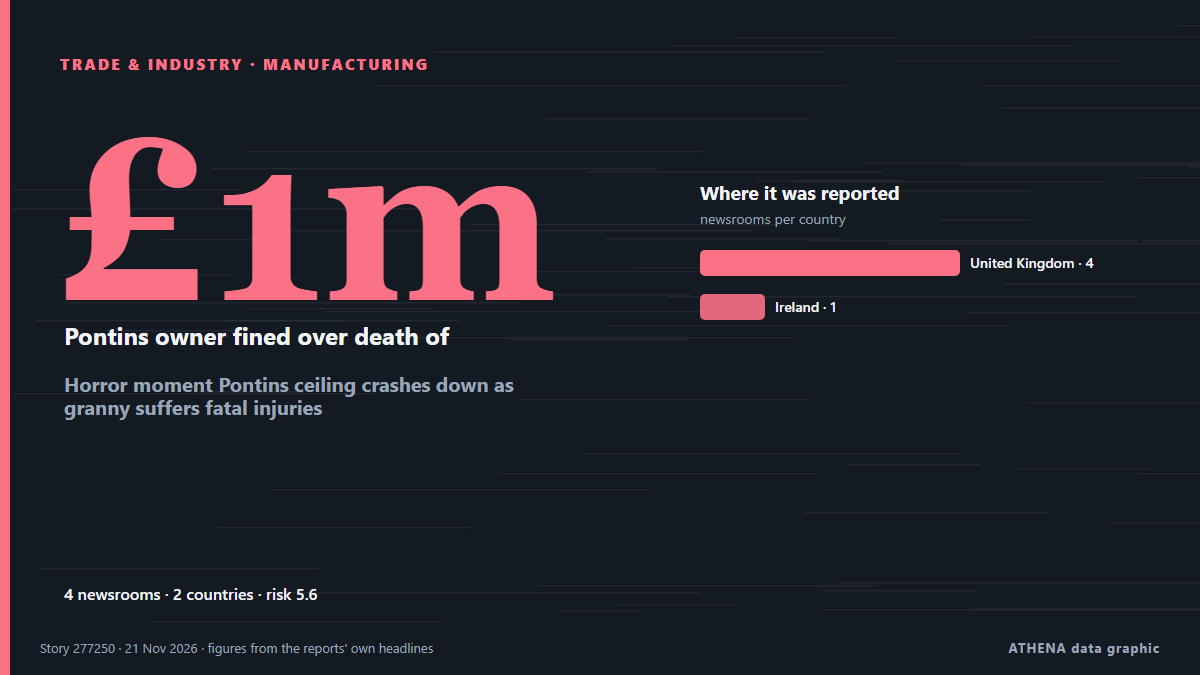 TRADE & INDUSTRY · MANUFACTURING
£1m
Pontins owner fined over death of
Horror moment Pontins ceiling crashes down as
granny suffers fatal injuries
Where it was reported
newsrooms per country
United Kingdom · 4
Ireland · 1
4 newsrooms · 2 countries · risk 5.6
Story 277250 · 21 Nov 2026 · figures from the reports' own headlines
ATHENA data graphic